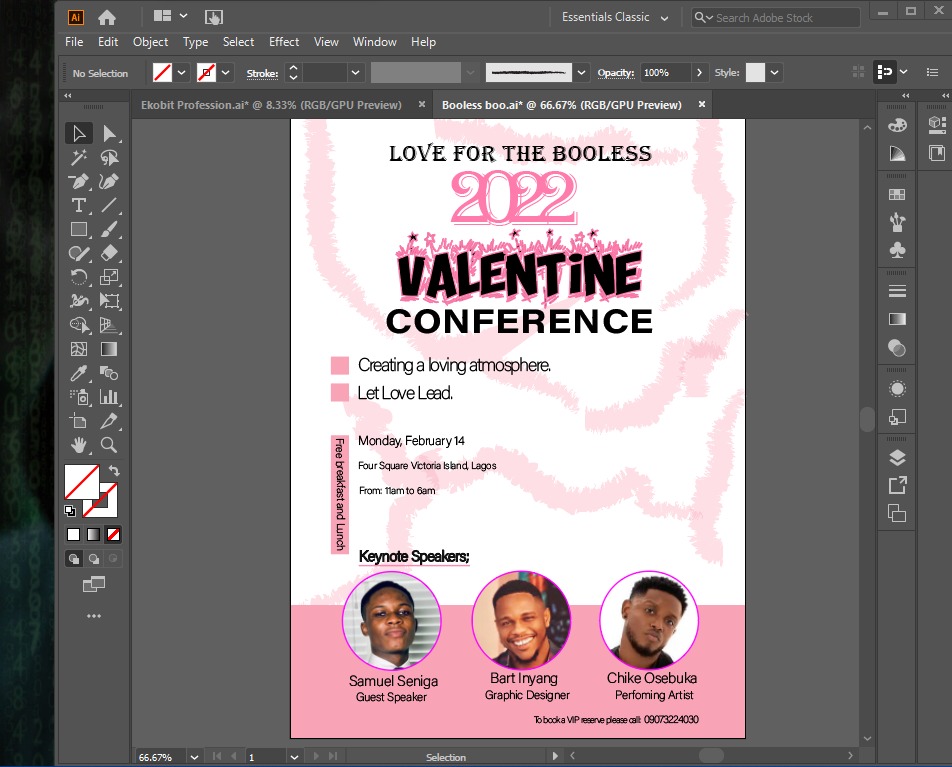 Ai
Essentials Classic
Search Adobe Stock
File Edit Object Type Select Effect View Window Help
No Selection
Stroke:
Opacity: 100%
Style:
Ekobit Profession.ai* @ 8.33% (RGB/GPU Preview)
Booless boo.ai* @ 66.67% (RGB/GPU Preview)
LOVE FOR THE BOOLESS
2022
VALENTiNE
CONFERENCE
Creating a loving atmosphere.
Let Love Lead.
Free breakfast and Lunch
Monday, February 14
Four Square Victoria Island, Lagos
From: 11am to 6am
Keynote Speakers;
Samuel Seniga
Guest Speaker
Bart Inyang
Graphic Designer
Chike Osebuka
Perfoming Artist
To book a VIP reserve please call: 09073224030
66.67%
1
Selection